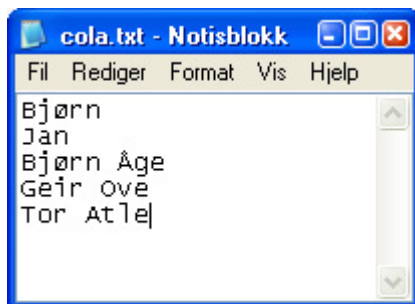 cola.txt - Notisblokk
Fil Rediger Format Vis Hjelp
Bjørn
Jan
Bjørn Åge
Geir Ove
Tor Atle